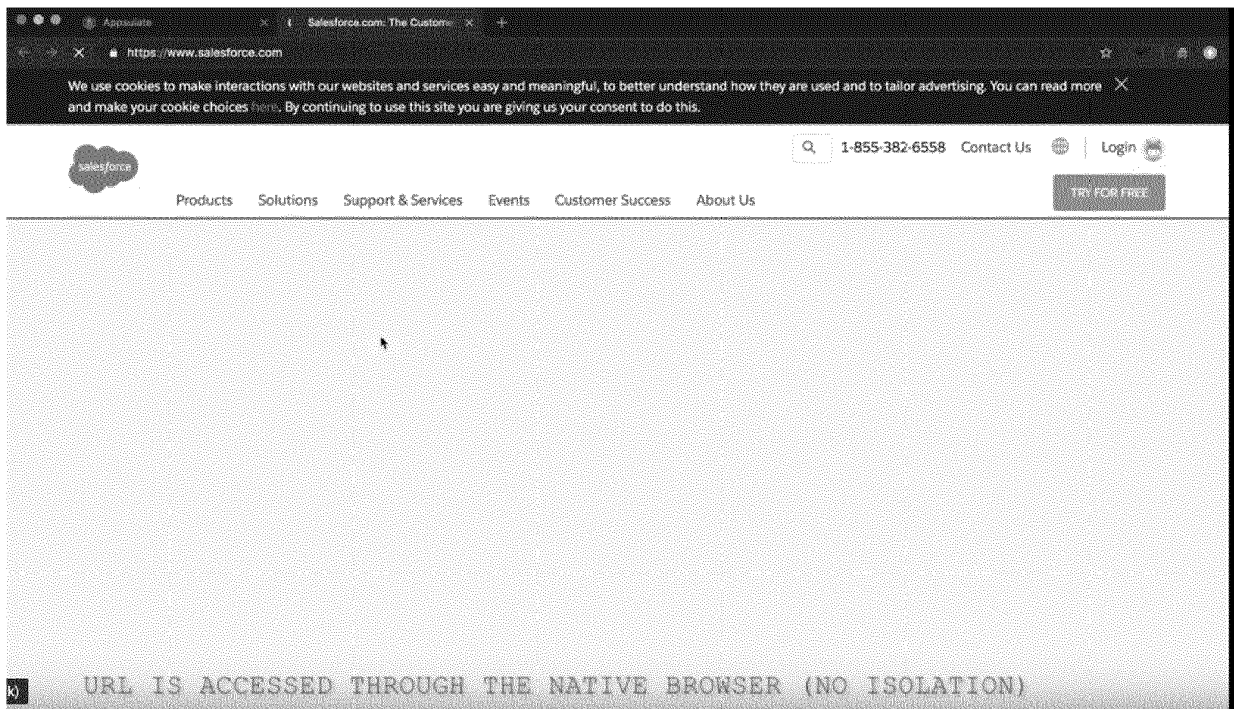 Appsulate
Salesforce.com: The Custome
https://www.salesforce.com
We use cookies to make interactions with our websites and services easy and meaningful, to better understand how they are used and to tailor advertising. You can read more
and make your cookie choices here. By continuing to use this site you are giving us your consent to do this.
1-855-382-6558 Contact Us Login
salesforce
TRY FOR FREE
Products Solutions Support & Services Events Customer Success About Us
k)
URL IS ACCESSED THROUGH THE NATIVE BROWSER (NO ISOLATION)